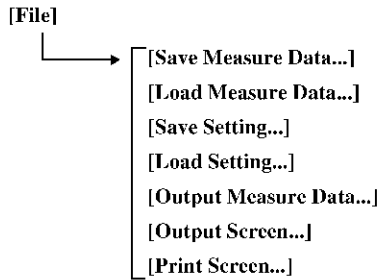 [File]
[Save Measure Data...]
[Load Measure Data...]
[Save Setting...]
[Load Setting...]
[Output Measure Data...]
[Output Screen...]
[Print Screen...]